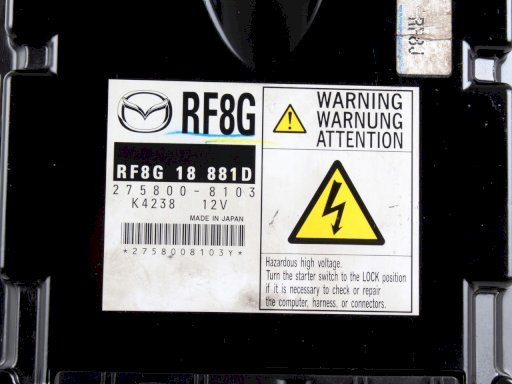 RF8J
RF8G
RF8G 18 881D
275800-8103
K4238 12V
MADE IN JAPAN
*2758008103Y*
WARNING
WARNUNG
ATTENTION
Hazardous high voltage.
Turn the starter switch to the LOCK position
if it is necessary to check or repair
the computer, harness, or connectors.